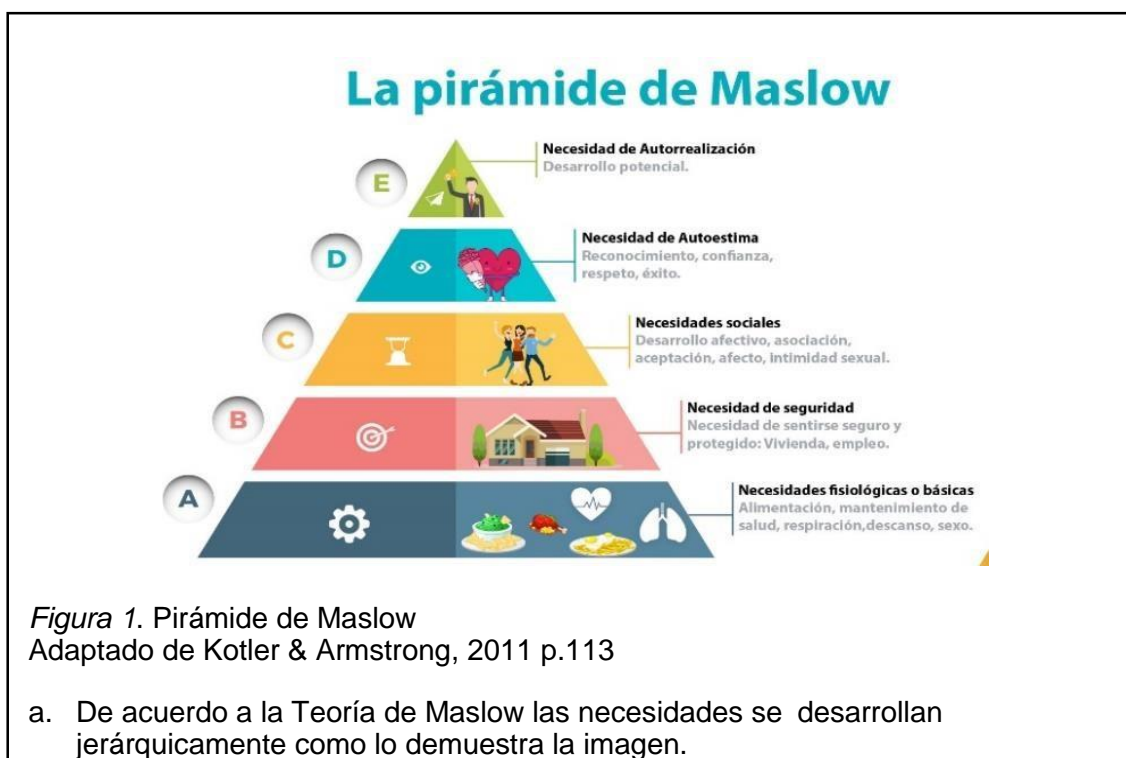 La pirámide de Maslow
E
Necesidad de Autorrealización
Desarrollo potencial.
D
Necesidad de Autoestima
Reconocimiento, confianza,
respeto, éxito.
C
Necesidades sociales
Desarrollo afectivo, asociación,
aceptación, afecto, intimidad sexual.
B
Necesidad de seguridad
Necesidad de sentirse seguro y
protegido: Vivienda, empleo.
A
Necesidades fisiológicas o básicas
Alimentación, mantenimiento de
salud, respiración,descanso, sexo.
Figura 1. Pirámide de Maslow
Adaptado de Kotler & Armstrong, 2011 p.113
a. De acuerdo a la Teoría de Maslow las necesidades se desarrollan
jerárquicamente como lo demuestra la imagen.